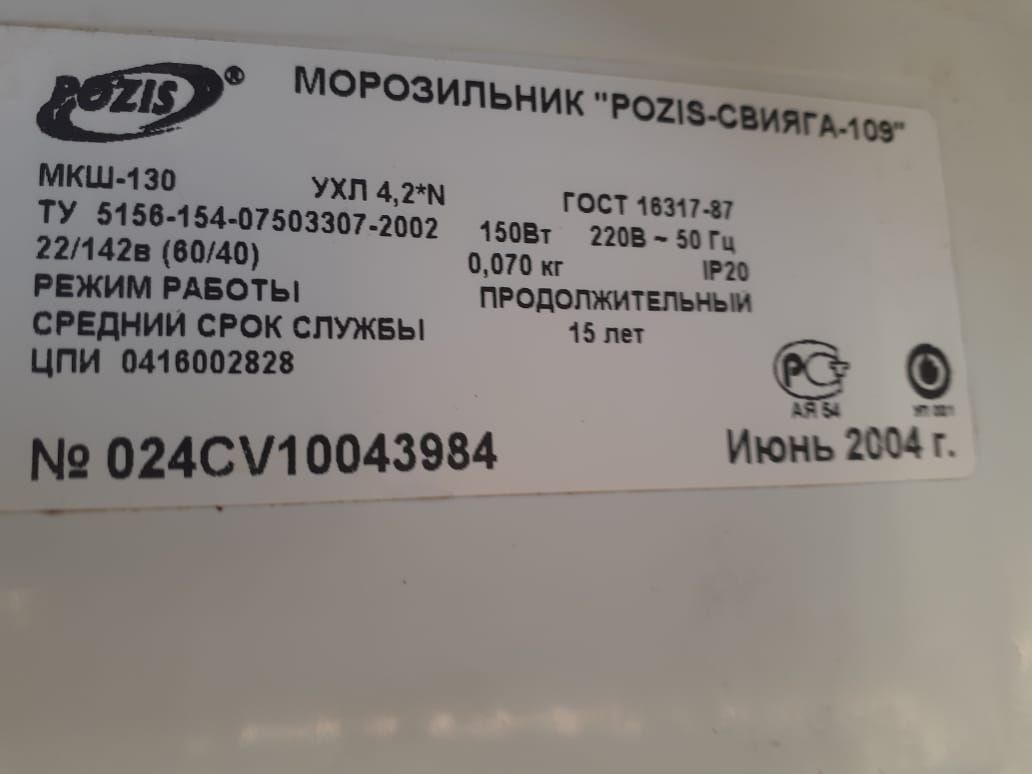 POZIS®
МОРОЗИЛЬНИК "POZIS-СВИЯГА-109"
МКШ-130 УХЛ 4,2*N ГОСТ 16317-87
ТУ 5156-154-07503307-2002 150Вт 220В ~ 50 Гц
22/142в (60/40) 0,070 кг IP20
РЕЖИМ РАБОТЫ ПРОДОЛЖИТЕЛЬНЫЙ
СРЕДНИЙ СРОК СЛУЖБЫ 15 лет
ЦПИ 0416002828
АЯ 54
№ 024CV10043984 Июнь 2004 г.